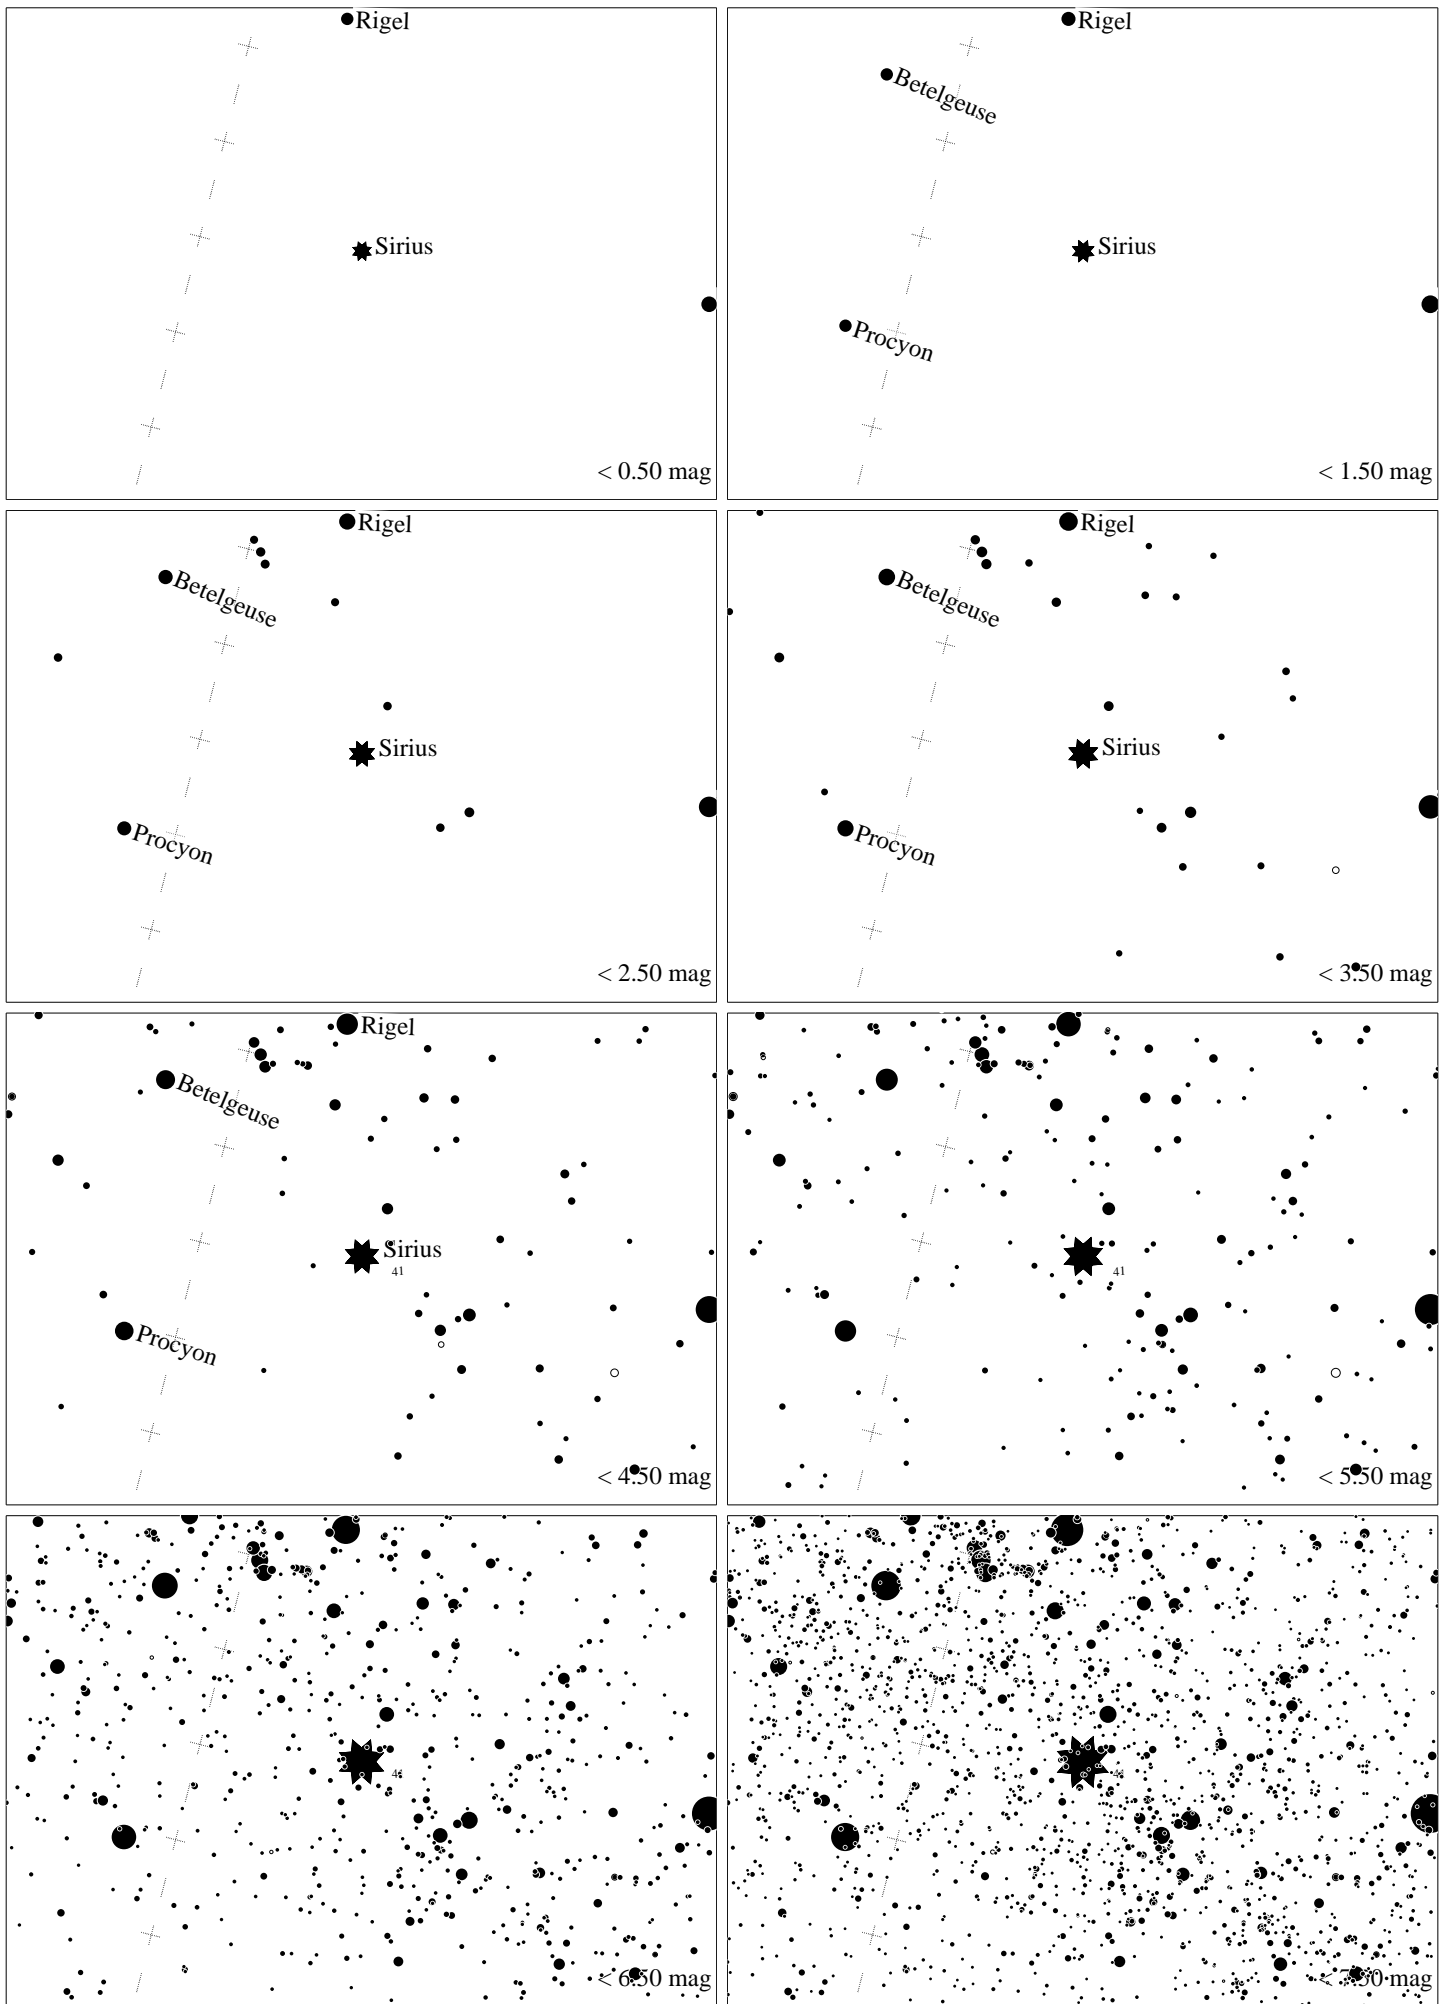 Rigel
Sirius
< 0.50 mag
Rigel
Betelgeuse
Sirius
Procyon
< 1.50 mag
Rigel
Betelgeuse
Sirius
Procyon
< 2.50 mag
Rigel
Betelgeuse
Sirius
Procyon
< 3.50 mag
Rigel
Betelgeuse
Sirius
41
Procyon
< 4.50 mag
41
< 5.50 mag
< 6.50 mag
mag